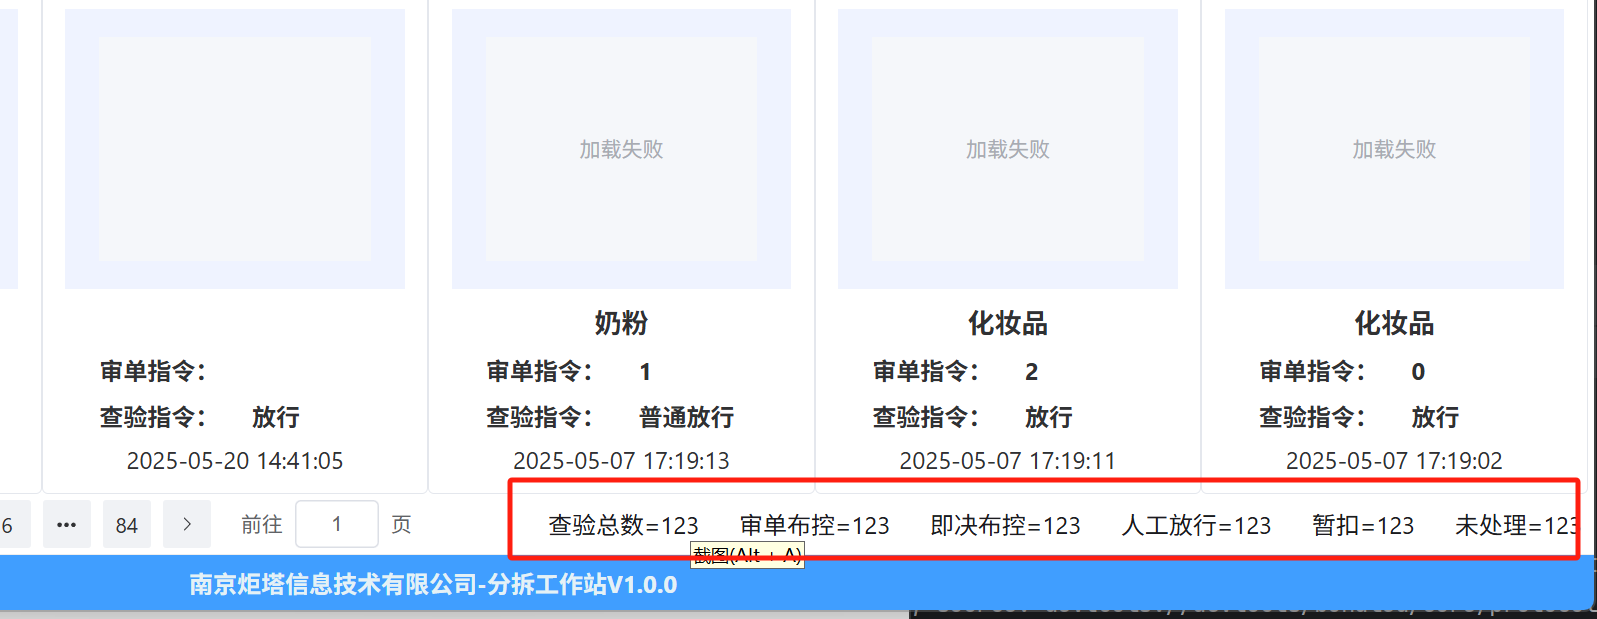 加载失败 加载失败 加载失败
奶粉 化妆品 化妆品
审单指令： 审单指令： 1 审单指令： 2 审单指令： 0
查验指令： 放行 查验指令： 普通放行 查验指令： 放行 查验指令： 放行
2025-05-20 14:41:05 2025-05-07 17:19:13 2025-05-07 17:19:11 2025-05-07 17:19:02
6 ••• 84 > 前往 1 页 查验总数=123 审单布控=123 即决布控=123 人工放行=123 暂扣=123 未处理=123
截图(Alt + A)
南京炬塔信息技术有限公司-分拆工作站V1.0.0